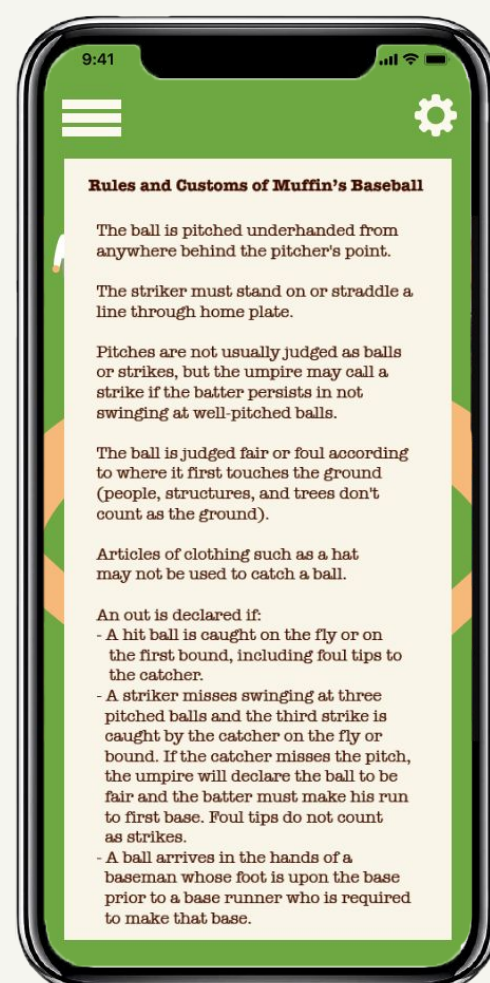 9:41
Rules and Customs of Muffin's Baseball
The ball is pitched underhanded from
anywhere behind the pitcher's point.
The striker must stand on or straddle a
line through home plate.
Pitches are not usually judged as balls
or strikes, but the umpire may call a
strike if the batter persists in not
swinging at well-pitched balls.
The ball is judged fair or foul according
to where it first touches the ground
(people, structures, and trees don't
count as the ground).
Articles of clothing such as a hat
may not be used to catch a ball.
An out is declared if:
- A hit ball is caught on the fly or on
the first bound, including foul tips to
the catcher.
- A striker misses swinging at three
pitched balls and the third strike is
caught by the catcher on the fly or
bound. If the catcher misses the pitch,
the umpire will declare the ball to be
fair and the batter must make his run
to first base. Foul tips do not count
as strikes.
- A ball arrives in the hands of a
baseman whose foot is upon the base
prior to a base runner who is required
to make that base.